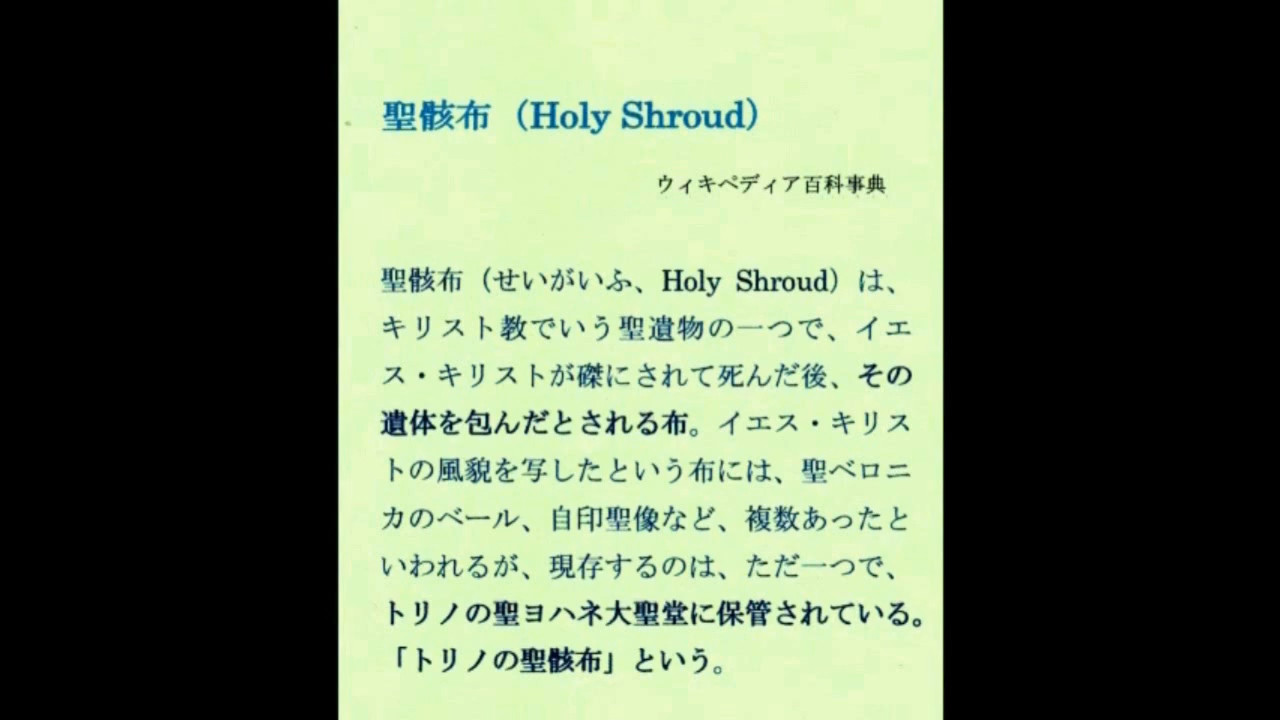 聖骸布（Holy Shroud）
ウィキペディア百科事典
聖骸布（せいがいふ、Holy Shroud）は、
キリスト教でいう聖遺物の一つで、イエ
ス・キリストが磔にされて死んだ後、その
遺体を包んだとされる布。イエス・キリス
トの風貌を写したという布には、聖ベロニ
カのベール、自印聖像など、複数あったと
いわれるが、現存するのは、ただ一つで、
トリノの聖ヨハネ大聖堂に保管されている。
「トリノの聖骸布」という。